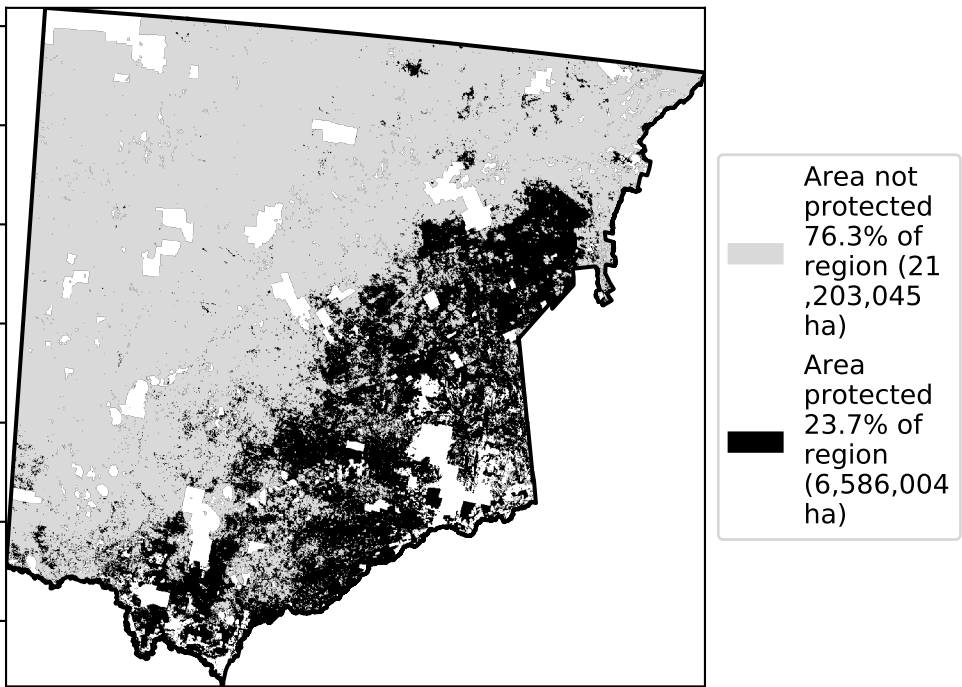 Area not
protected
76.3% of
region (21
,203,045
ha)
Area
protected
23.7% of
region
(6,586,004
ha)